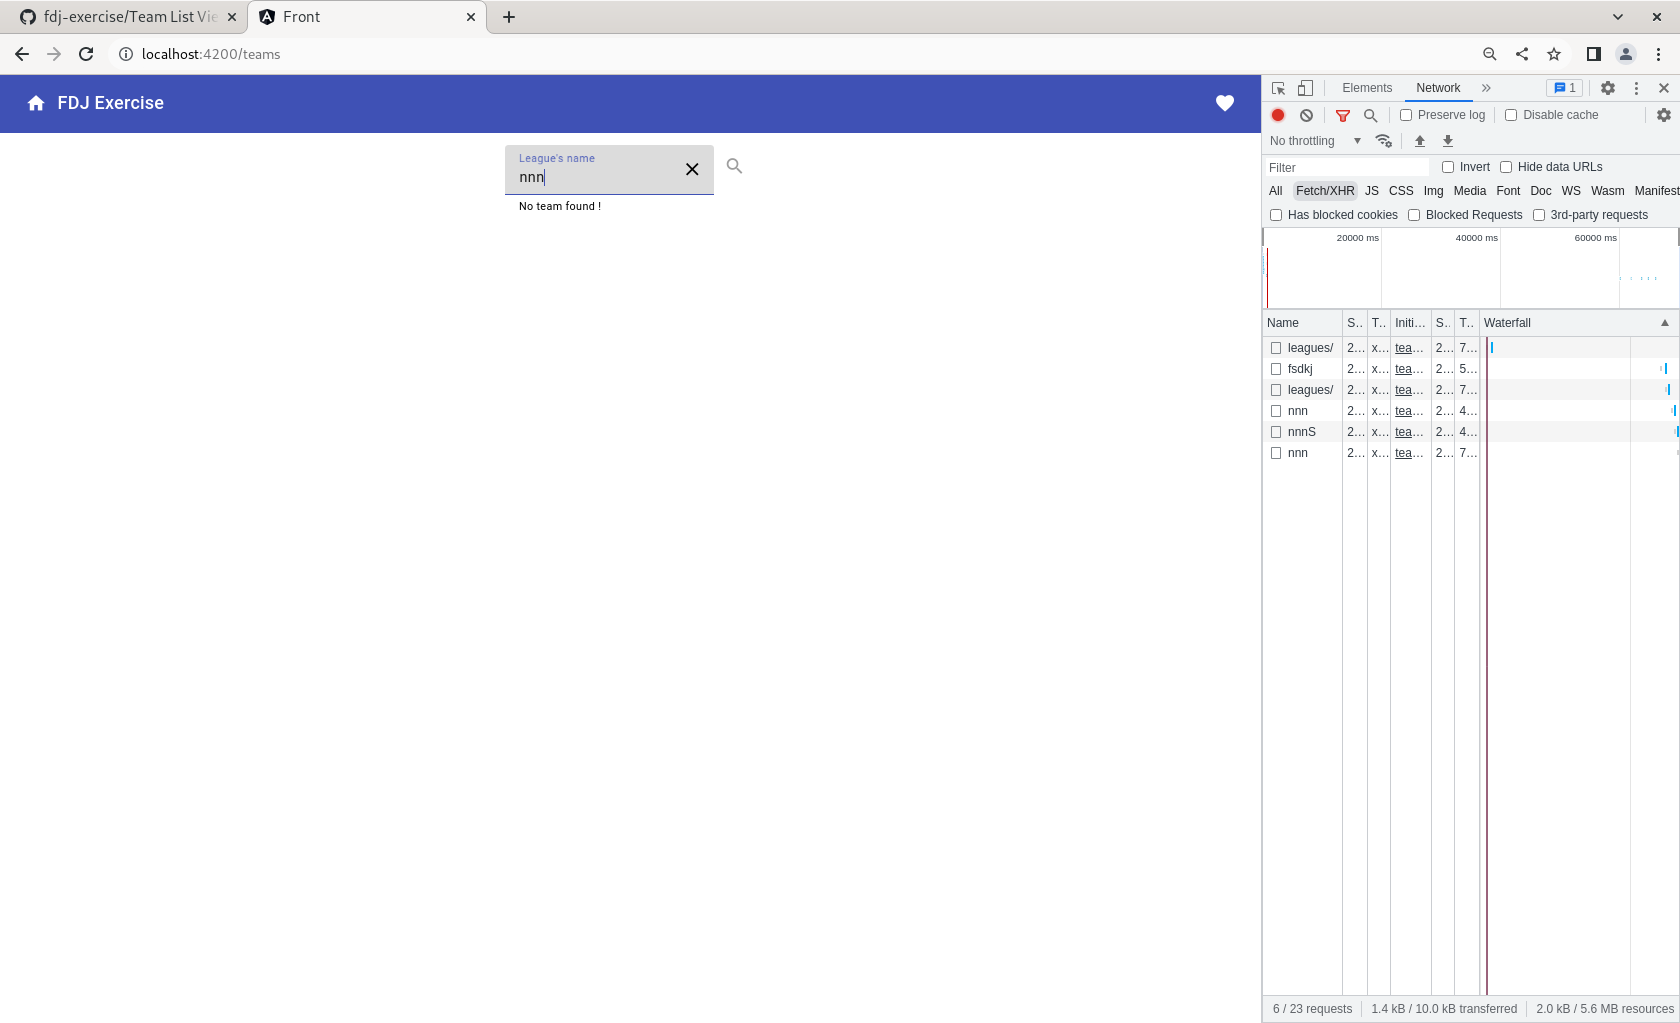 fdj-exercise/Team List Vie
Front
localhost:4200/teams
FDJ Exercise
League's name
nnn
No team found !
Elements
Network
1
Preserve log
Disable cache
No throttling
Filter
Invert
Hide data URLs
All Fetch/XHR JS CSS Img Media Font Doc WS Wasm Manifest
Has blocked cookies
Blocked Requests
3rd-party requests
20000 ms 40000 ms 60000 ms
Name S.. T.. Initi... S.. T.. Waterfall
leagues/ 2... x... tea... 2... 7...
fsdkj 2... x... tea... 2... 5...
leagues/ 2... x... tea... 2... 7...
nnn 2... x... tea... 2... 4...
nnnS 2... x... tea... 2... 4...
nnn 2... x... tea... 2... 7...
6 / 23 requests 1.4 kB / 10.0 kB transferred 2.0 kB / 5.6 MB resources